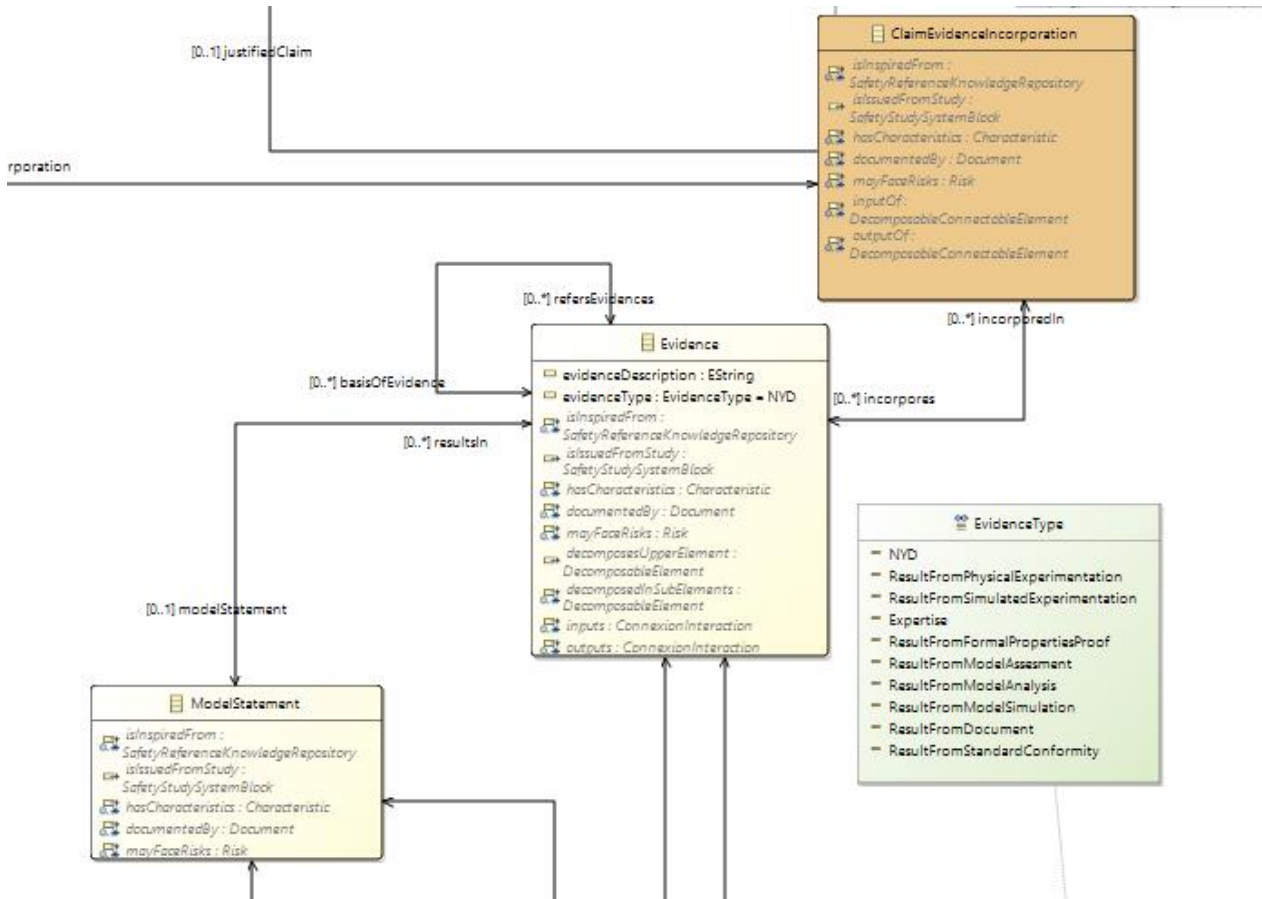 [0..1] justifiedClaim
rporation
ClaimEvidenceIncorporation
isInspiredFrom :
SafetyReferenceKnowledgeRepository
isIssuedFromStudy :
SafetyStudySystemBlock
hasCharacteristics : Characteristic
documentedBy : Document
mayFaceRisks : Risk
inputOf :
DecomposableConnectableElement
outputOf :
DecomposableConnectableElement
[0..*] refersEvidences
[0..*] incorporedIn
[0..*] basisOfEvidence
[0..*] incorpores
[0..*] resultsIn
Evidence
evidenceDescription : EString
evidenceType : EvidenceType = NYD
isInspiredFrom :
SafetyReferenceKnowledgeRepository
isIssuedFromStudy :
SafetyStudySystemBlock
hasCharacteristics : Characteristic
documentedBy : Document
mayFaceRisks : Risk
decomposesUpperElement :
DecomposableElement
decomposedInSubElements :
DecomposableElement
inputs : ConnexionInteraction
outputs : ConnexionInteraction
EvidenceType
NYD
ResultFromPhysicalExperimentation
ResultFromSimulatedExperimentation
Expertise
ResultFromFormalPropertiesProof
ResultFromModelAssesment
ResultFromModelAnalysis
ResultFromModelSimulation
ResultFromDocument
ResultFromStandardConformity
[0..1] modelStatement
ModelStatement
isInspiredFrom :
SafetyReferenceKnowledgeRepository
isIssuedFromStudy :
SafetyStudySystemBlock
hasCharacteristics : Characteristic
documentedBy : Document
mayFaceRisks : Risk